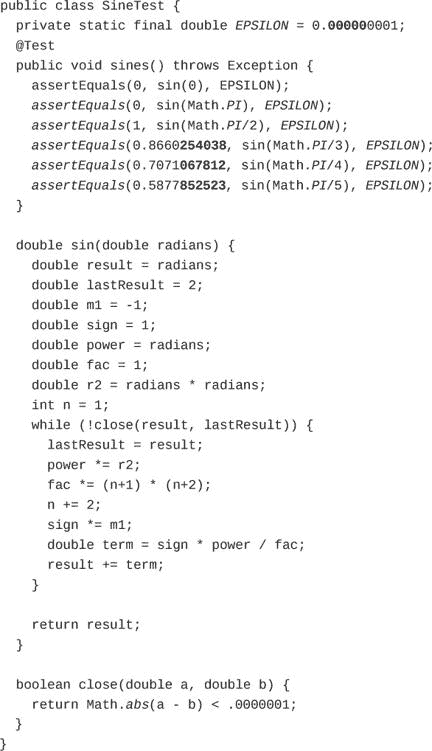 public class SineTest {
  private static final double EPSILON = 0.000000001;
  @Test
  public void sines() throws Exception {
    assertEquals(0, sin(0), EPSILON);
    assertEquals(0, sin(Math.PI), EPSILON);
    assertEquals(1, sin(Math.PI/2), EPSILON);
    assertEquals(0.8660254038, sin(Math.PI/3), EPSILON);
    assertEquals(0.7071067812, sin(Math.PI/4), EPSILON);
    assertEquals(0.5877852523, sin(Math.PI/5), EPSILON);
  }

  double sin(double radians) {
    double result = radians;
    double lastResult = 2;
    double m1 = -1;
    double sign = 1;
    double power = radians;
    double fac = 1;
    double r2 = radians * radians;
    int n = 1;
    while (!close(result, lastResult)) {
      lastResult = result;
      power *= r2;
      fac *= (n+1) * (n+2);
      n += 2;
      sign *= m1;
      double term = sign * power / fac;
      result += term;
    }

    return result;
  }

  boolean close(double a, double b) {
    return Math.abs(a - b) < .0000001;
  }
}